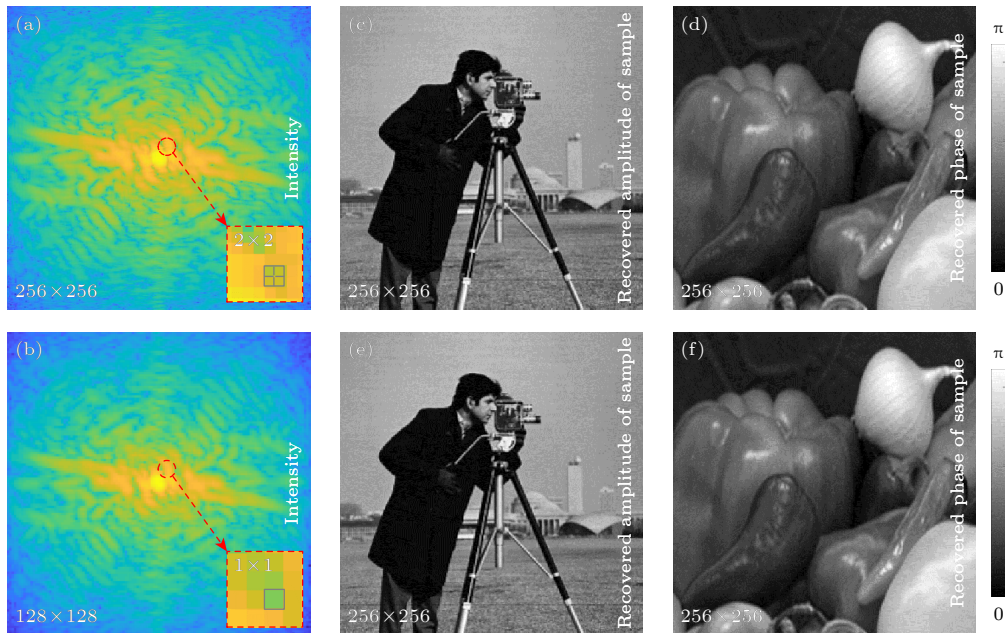 (a)
Intensity
2×2
256×256
(c)
Recovered amplitude of sample
256×256
(d)
Recovered phase of sample
256×256
π
0
(b)
Intensity
1×1
128×128
(e)
Recovered amplitude of sample
256×256
(f)
Recovered phase of sample
256×256
π
0